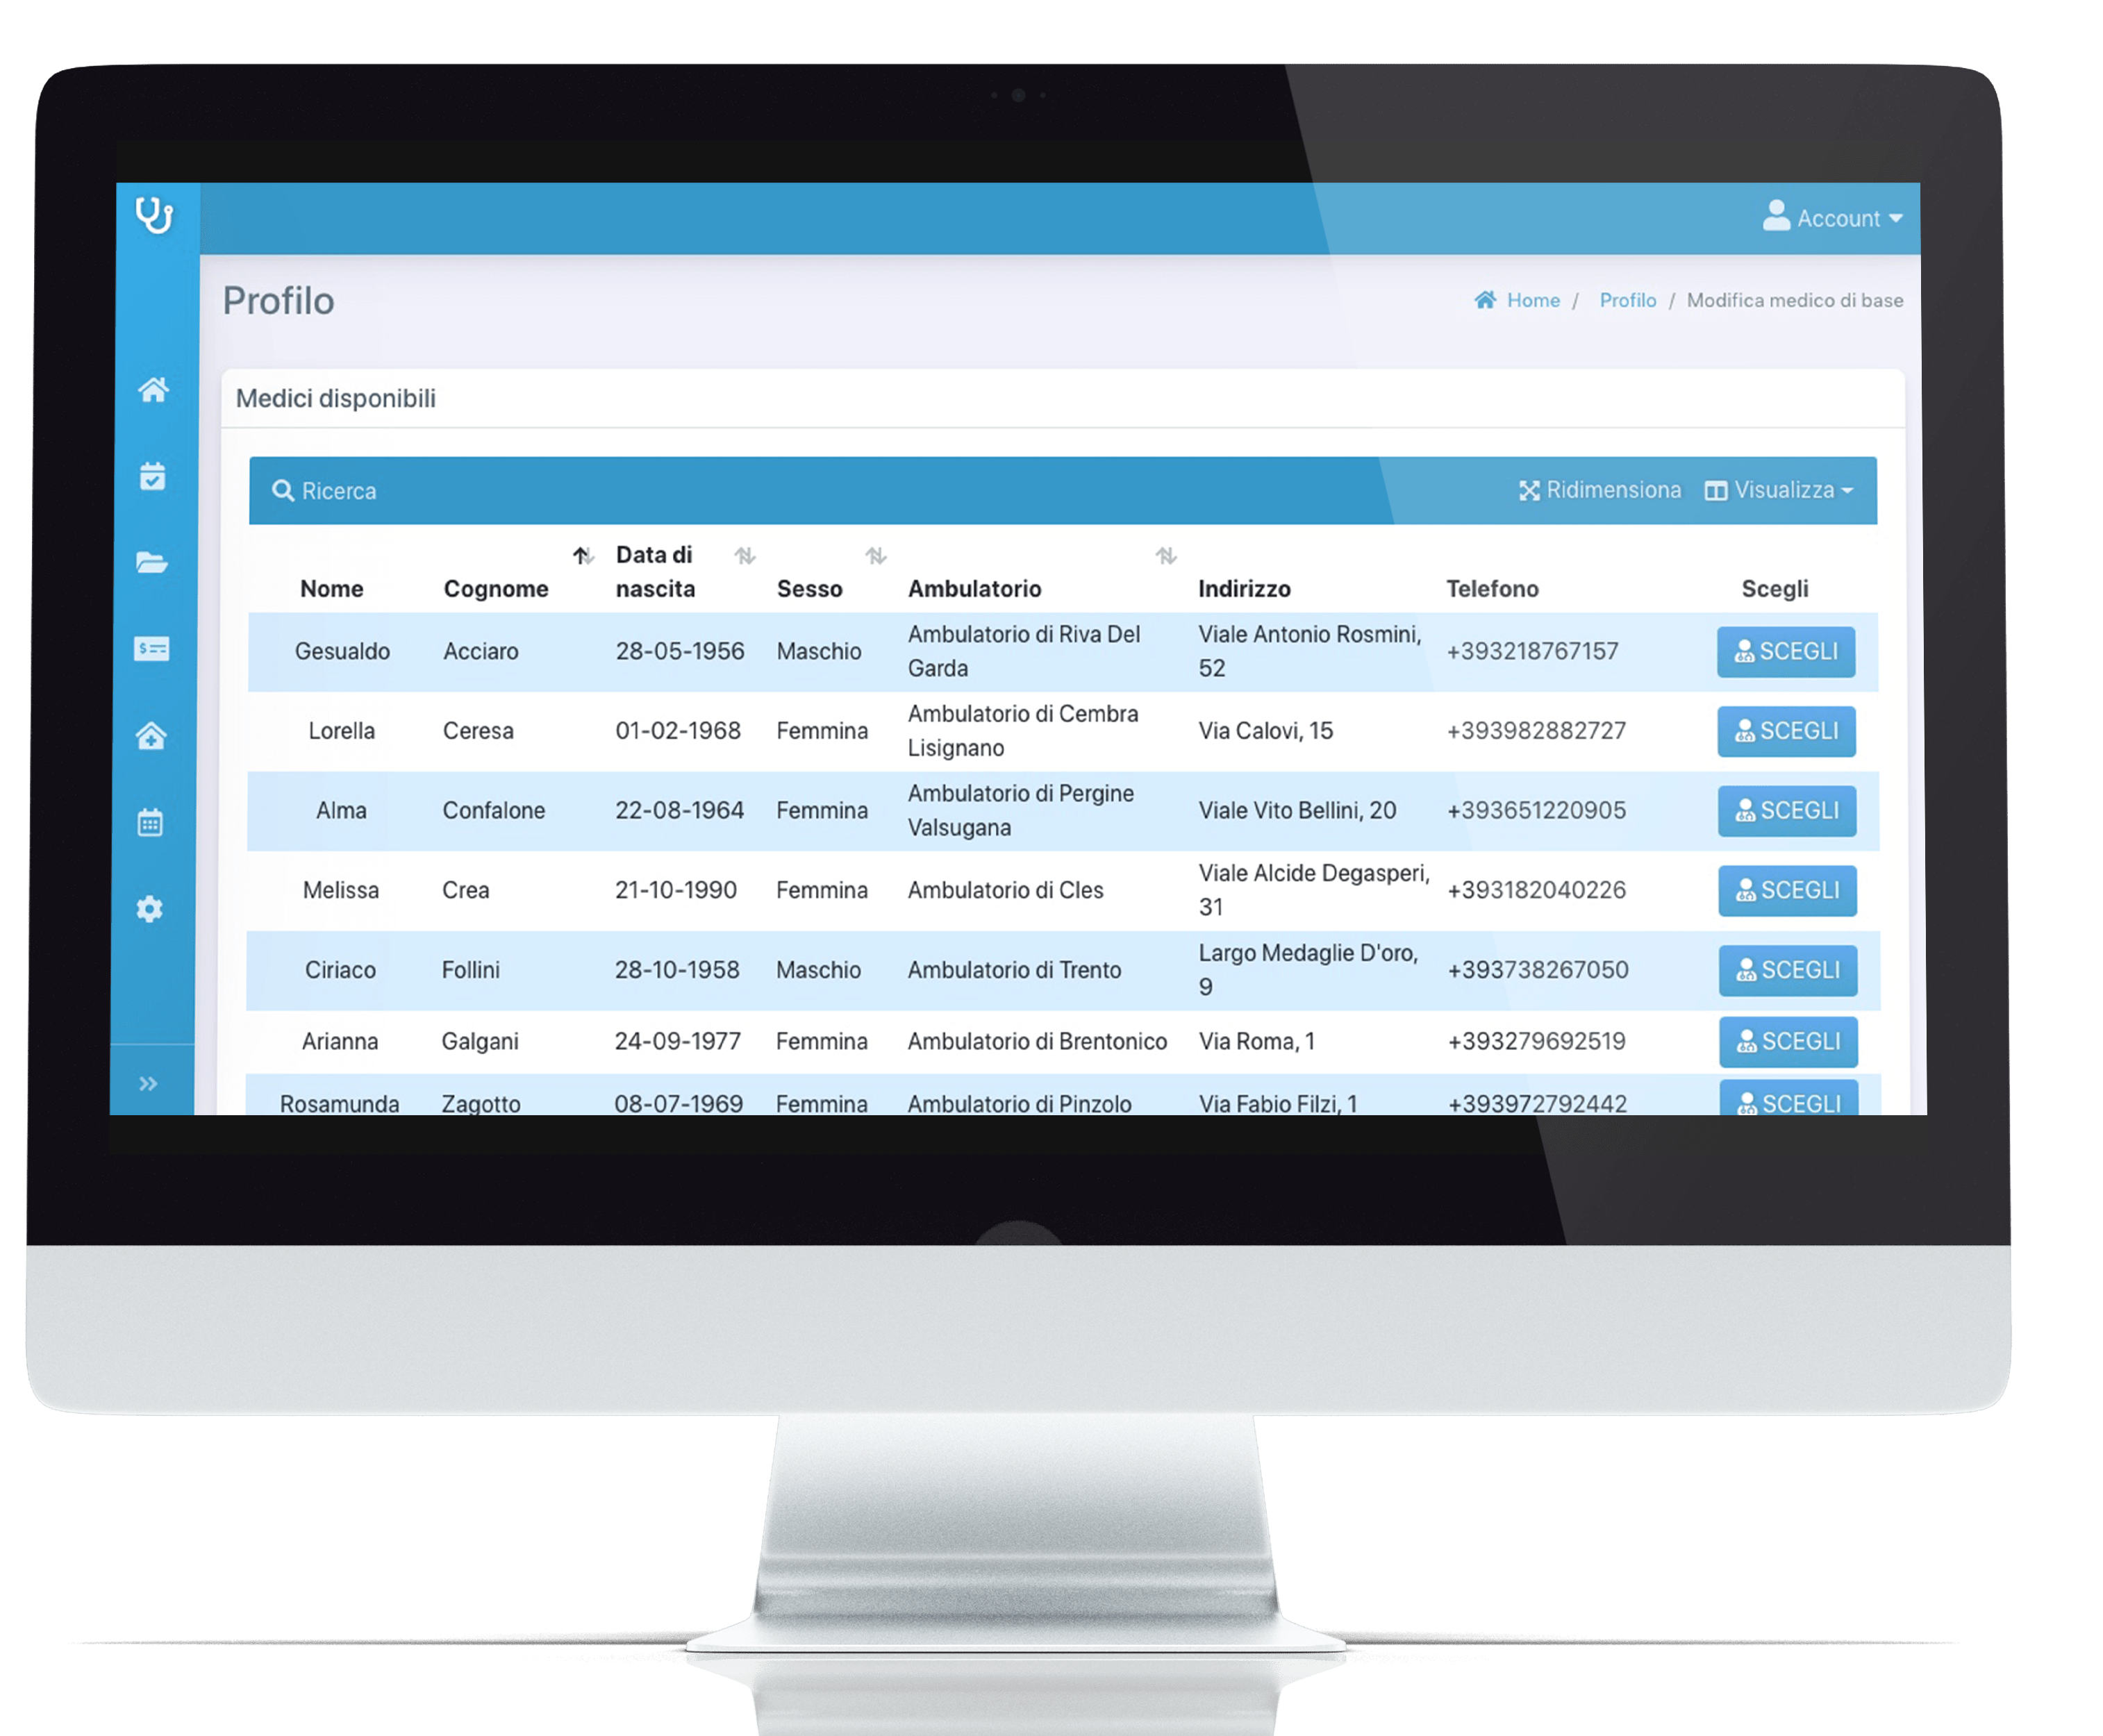 Account
Profilo
Home / Profilo / Modifica medico di base
Medici disponibili
Ricerca Ridimensiona Visualizza
Nome Cognome Data di nascita Sesso Ambulatorio Indirizzo Telefono Scegli
Gesualdo Acciaro 28-05-1956 Maschio Ambulatorio di Riva Del Garda Viale Antonio Rosmini, 52 +393218767157 SCEGLI
Lorella Ceresa 01-02-1968 Femmina Ambulatorio di Cembra Lisignano Via Calovi, 15 +393982882727 SCEGLI
Alma Confalone 22-08-1964 Femmina Ambulatorio di Pergine Valsugana Viale Vito Bellini, 20 +393651220905 SCEGLI
Melissa Crea 21-10-1990 Femmina Ambulatorio di Cles Viale Alcide Degasperi, 31 +393182040226 SCEGLI
Ciriaco Follini 28-10-1958 Maschio Ambulatorio di Trento Largo Medaglie D'oro, 9 +393738267050 SCEGLI
Arianna Galgani 24-09-1977 Femmina Ambulatorio di Brentonico Via Roma, 1 +393279692519 SCEGLI
Rosamunda Zagotto 08-07-1969 Femmina Ambulatorio di Pinzolo Via Fabio Filzi, 1 +393972792442 SCEGLI